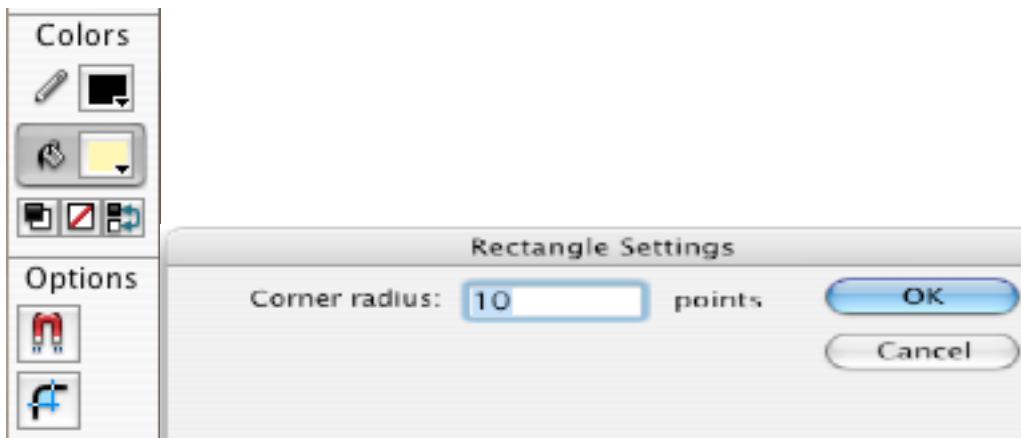 Colors
Rectangle Settings
Options
Corner radius: 10 points OK
Cancel